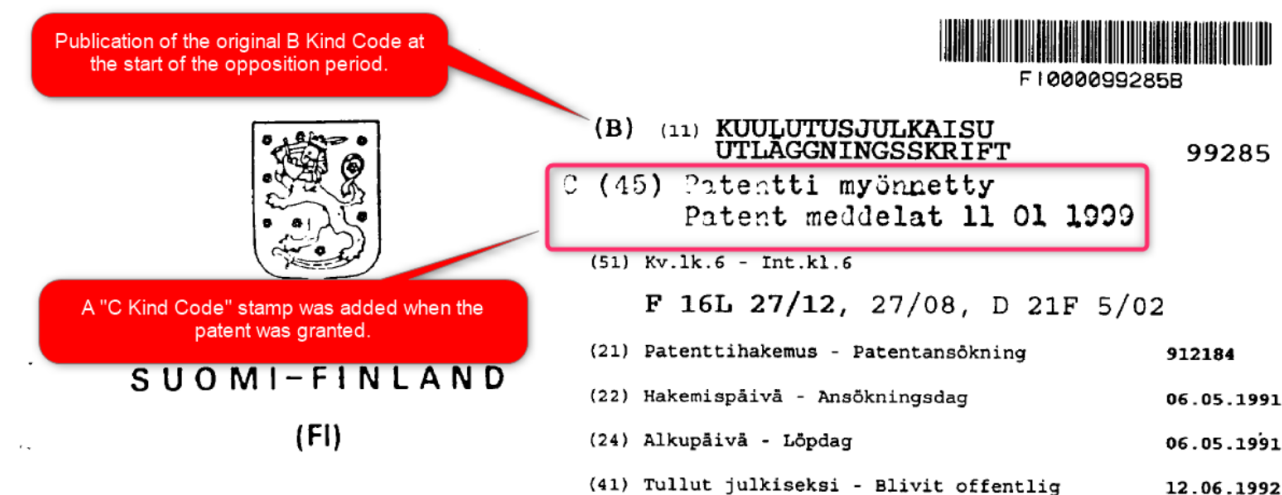 Publication of the original B Kind Code at
the start of the opposition period.
FI0000099285B
(B) (11) KUULUTUSJULKAISU
UTLÄGGNINGSSKRIFT
99285
C (45) Patentti myönnetty
Patent meddelat 11 01 1999
(51) Kv.lk.6 - Int.kl.6
F 16L 27/12, 27/08, D 21F 5/02
A "C Kind Code" stamp was added when the
patent was granted.
SUOMI-FINLAND
(FI)
(21) Patenttihakemus - Patentansökning 912184
(22) Hakemispäivä - Ansökningsdag 06.05.1991
(24) Alkupäivä - Löpdag 06.05.1991
(41) Tullut julkiseksi - Blivit offentlig 12.06.1992